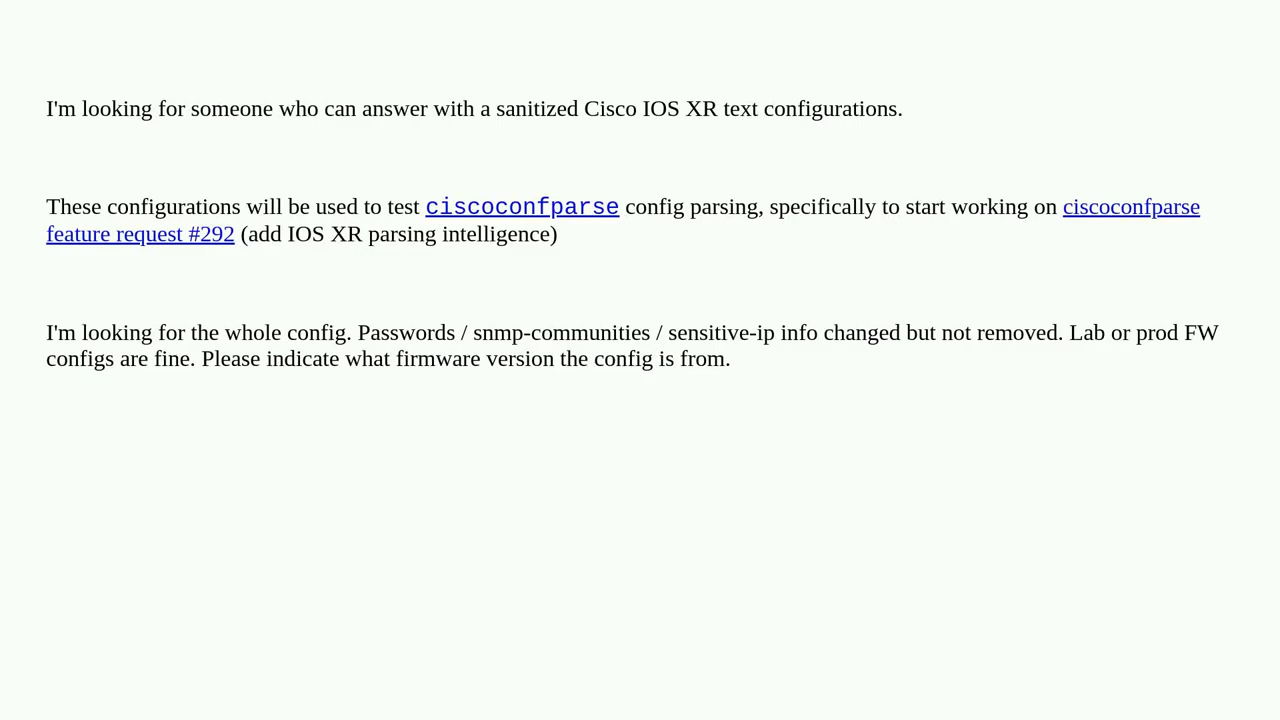 I'm looking for someone who can answer with a sanitized Cisco IOS XR text configurations.
These configurations will be used to test ciscoconfparse config parsing, specifically to start working on ciscoconfparse
feature request #292 (add IOS XR parsing intelligence)
I'm looking for the whole config. Passwords / snmp-communities / sensitive-ip info changed but not removed. Lab or prod FW
configs are fine. Please indicate what firmware version the config is from.